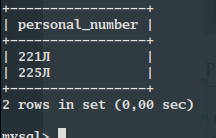 +-----------------+
| personal_number |
+-----------------+
| 221Л            |
| 225Л            |
+-----------------+
2 rows in set (0,00 sec)
mysql>